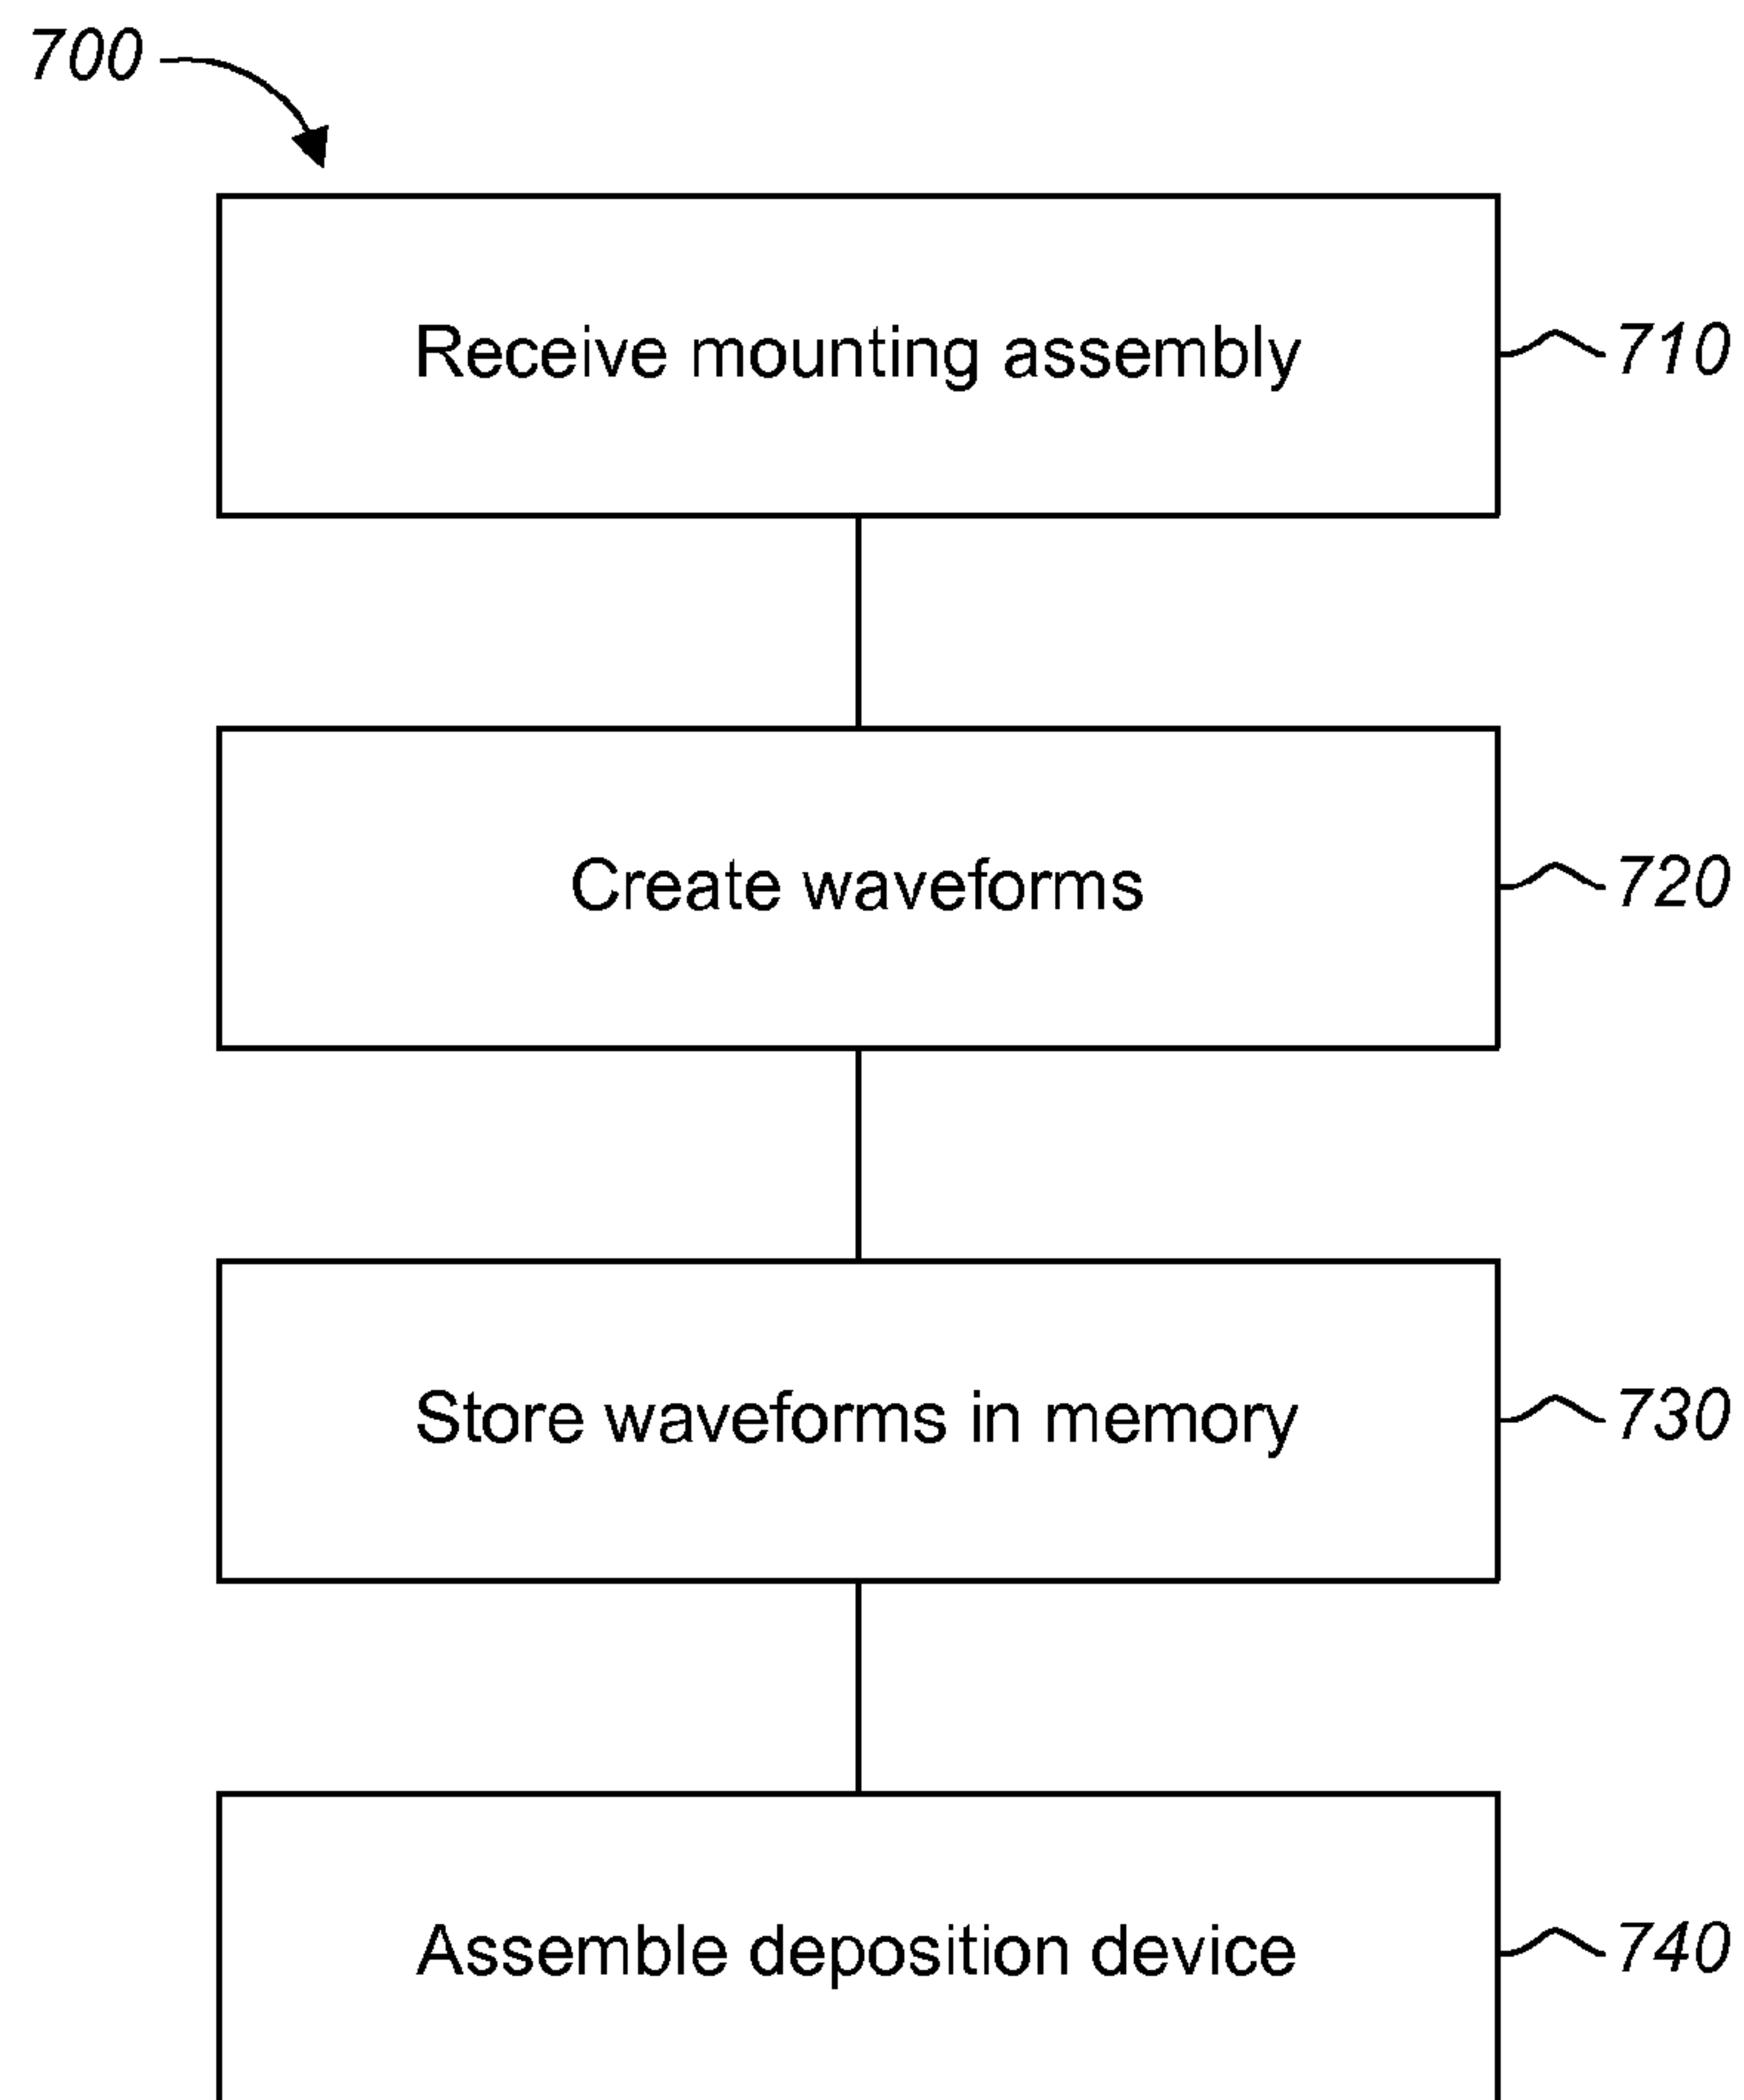 700
Receive mounting assembly
710
Create waveforms
720
Store waveforms in memory
730
Assemble deposition device
740